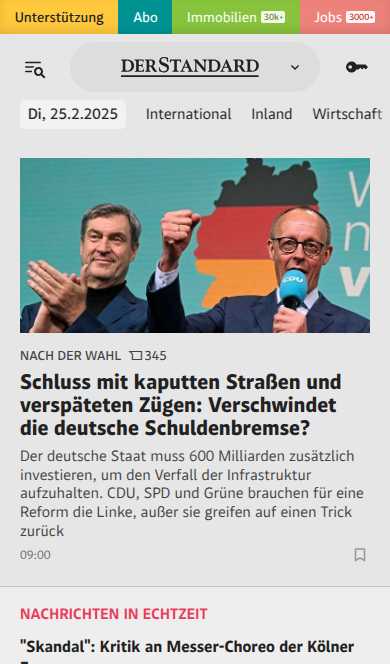 Unterstützung Abo Immobilien 30k+ Jobs 3000+
DERSTANDARD
Di, 25.2.2025 International Inland Wirtschaft
CDU
NACH DER WAHL 345
Schluss mit kaputten Straßen und
verspäteten Zügen: Verschwindet
die deutsche Schuldenbremse?
Der deutsche Staat muss 600 Milliarden zusätzlich
investieren, um den Verfall der Infrastruktur
aufzuhalten. CDU, SPD und Grüne brauchen für eine
Reform die Linke, außer sie greifen auf einen Trick
zurück
09:00
NACHRICHTEN IN ECHTZEIT
"Skandal": Kritik an Messer-Choreo der Kölner